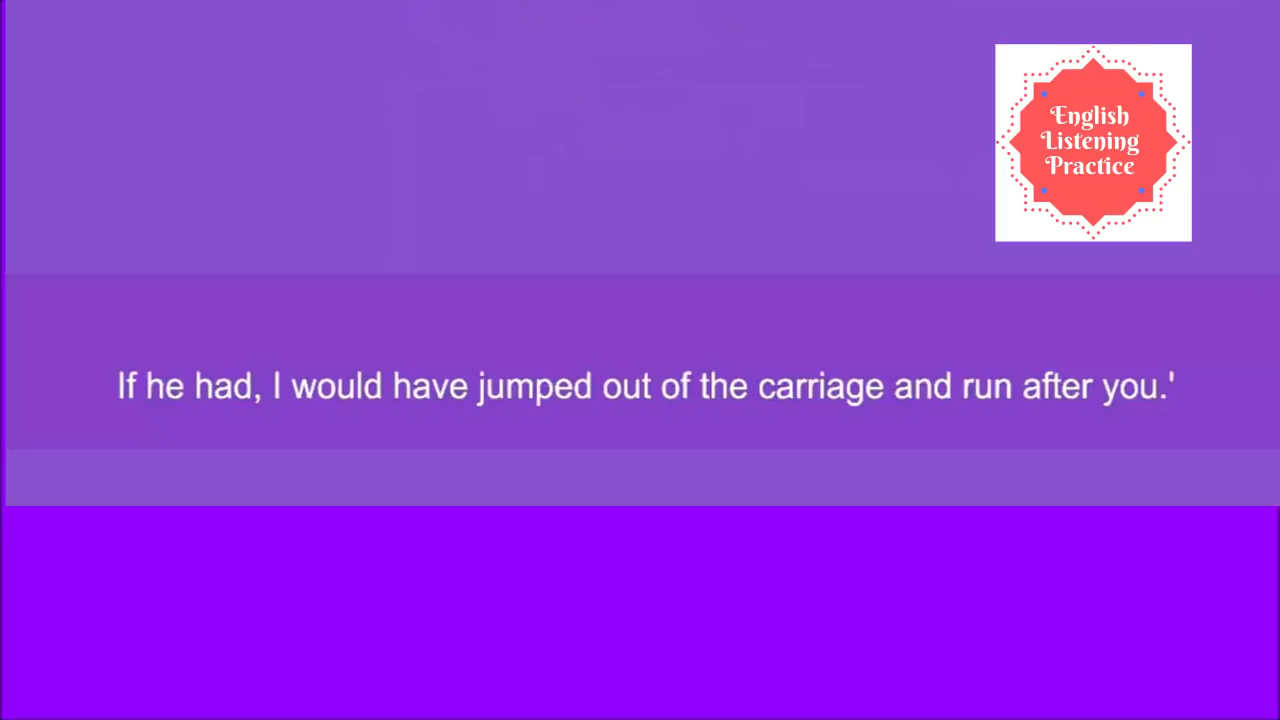 English
Listening
Practice
If he had, I would have jumped out of the carriage and run after you.'